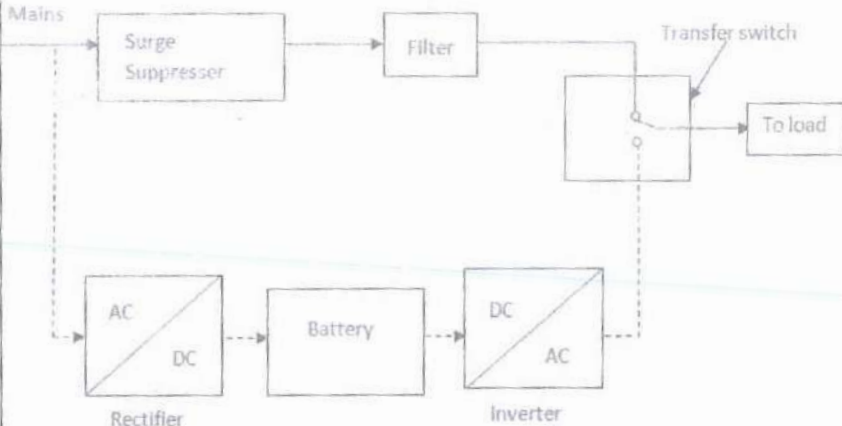 Mains
Surge
Suppresser
Filter
Transfer switch
To load
AC
DC
Battery
DC
AC
Rectifier
Inverter